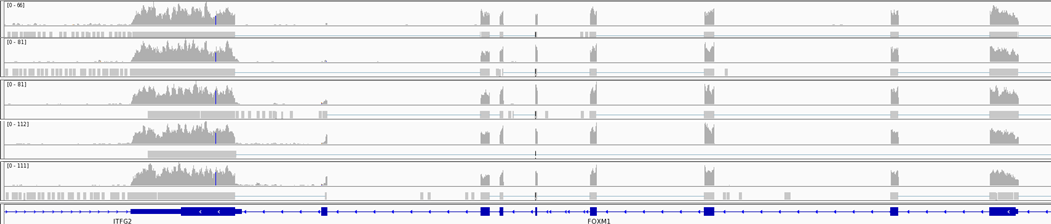 [0 - 66]
[0 - 81]
[0 - 81]
[0 - 112]
[0 - 111]
ITFG2 FOXM1